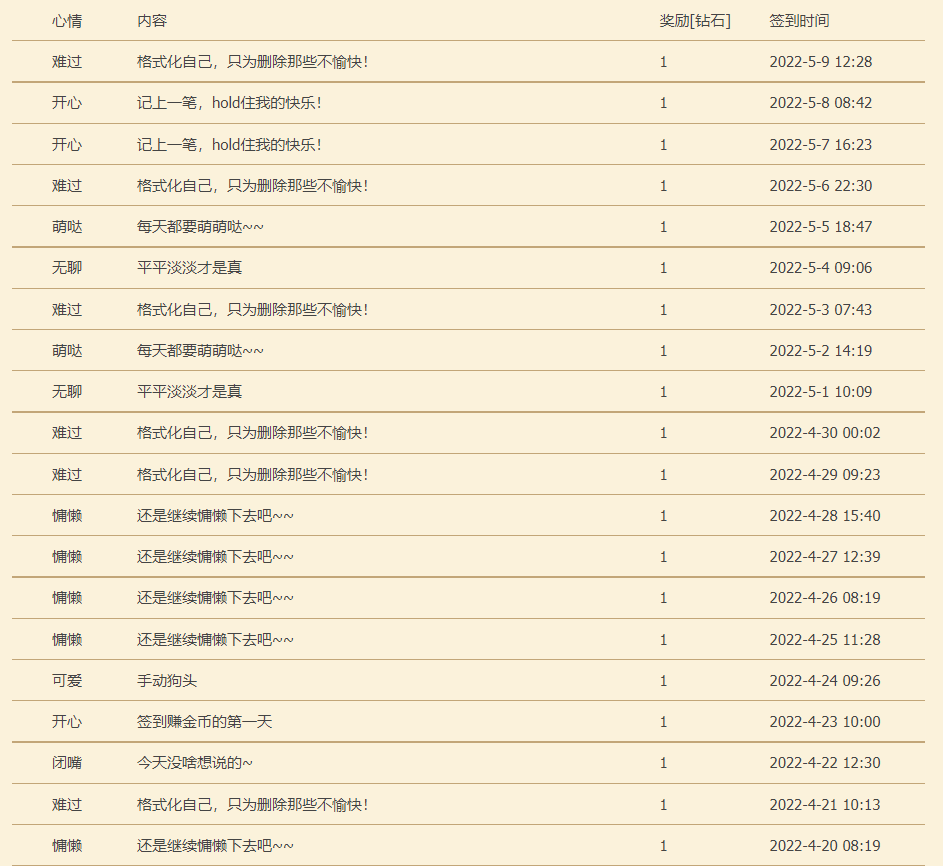 心情 内容 奖励[钻石] 签到时间
难过 格式化自己，只为删除那些不愉快！ 1 2022-5-9 12:28
开心 记上一笔，hold住我的快乐！ 1 2022-5-8 08:42
开心 记上一笔，hold住我的快乐！ 1 2022-5-7 16:23
难过 格式化自己，只为删除那些不愉快！ 1 2022-5-6 22:30
萌哒 每天都要萌萌哒~~ 1 2022-5-5 18:47
无聊 平平淡淡才是真 1 2022-5-4 09:06
难过 格式化自己，只为删除那些不愉快！ 1 2022-5-3 07:43
萌哒 每天都要萌萌哒~~ 1 2022-5-2 14:19
无聊 平平淡淡才是真 1 2022-5-1 10:09
难过 格式化自己，只为删除那些不愉快！ 1 2022-4-30 00:02
难过 格式化自己，只为删除那些不愉快！ 1 2022-4-29 09:23
慵懒 还是继续慵懒下去吧~~ 1 2022-4-28 15:40
慵懒 还是继续慵懒下去吧~~ 1 2022-4-27 12:39
慵懒 还是继续慵懒下去吧~~ 1 2022-4-26 08:19
慵懒 还是继续慵懒下去吧~~ 1 2022-4-25 11:28
可爱 手动狗头 1 2022-4-24 09:26
开心 签到赚金币的第一天 1 2022-4-23 10:00
闭嘴 今天没啥想说的~ 1 2022-4-22 12:30
难过 格式化自己，只为删除那些不愉快！ 1 2022-4-21 10:13
慵懒 还是继续慵懒下去吧~~ 1 2022-4-20 08:19